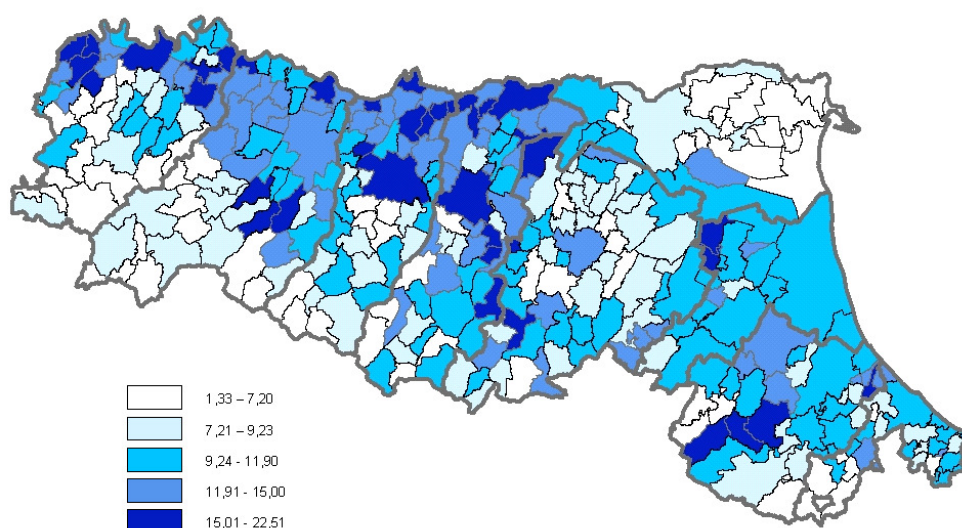 1,33 – 7,20
7,21 – 9,23
9,24 - 11,90
11,91 - 15,00
15,01 - 22,51